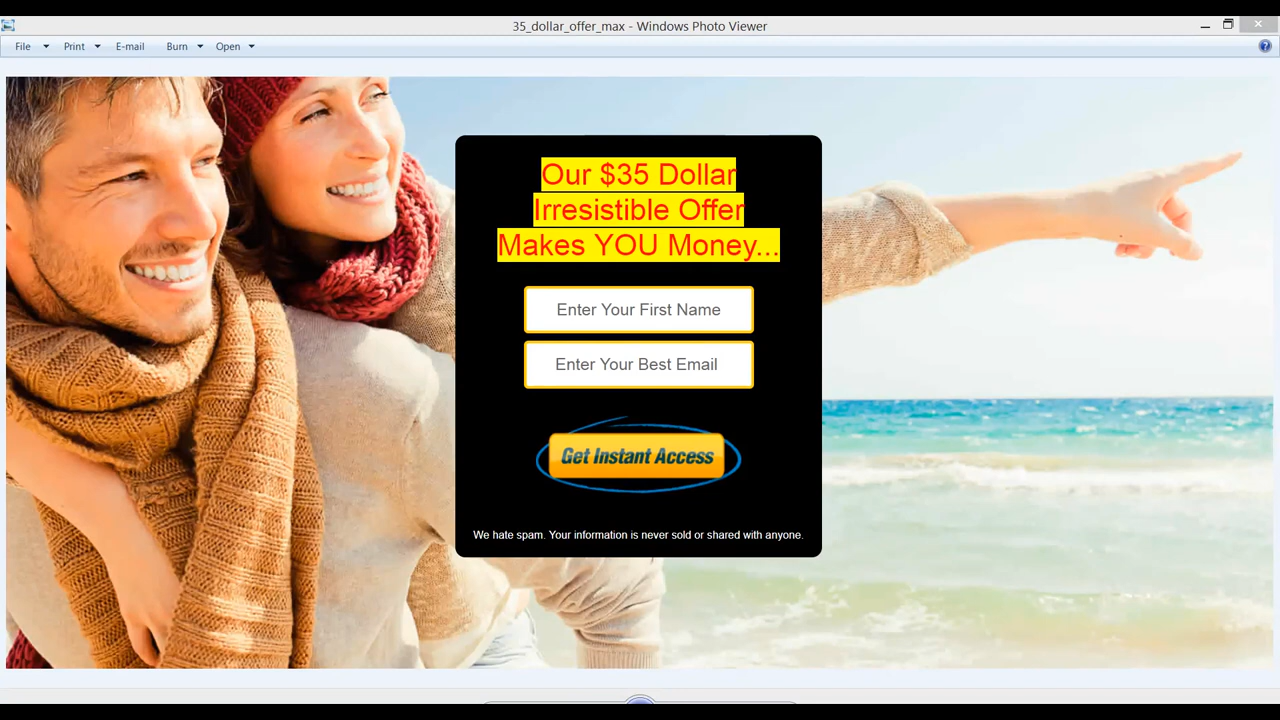 35_dollar_offer_max - Windows Photo Viewer
File Print E-mail Burn Open
Our $35 Dollar
Irresistible Offer
Makes YOU Money...
Enter Your First Name
Enter Your Best Email
Get Instant Access
We hate spam. Your information is never sold or shared with anyone.